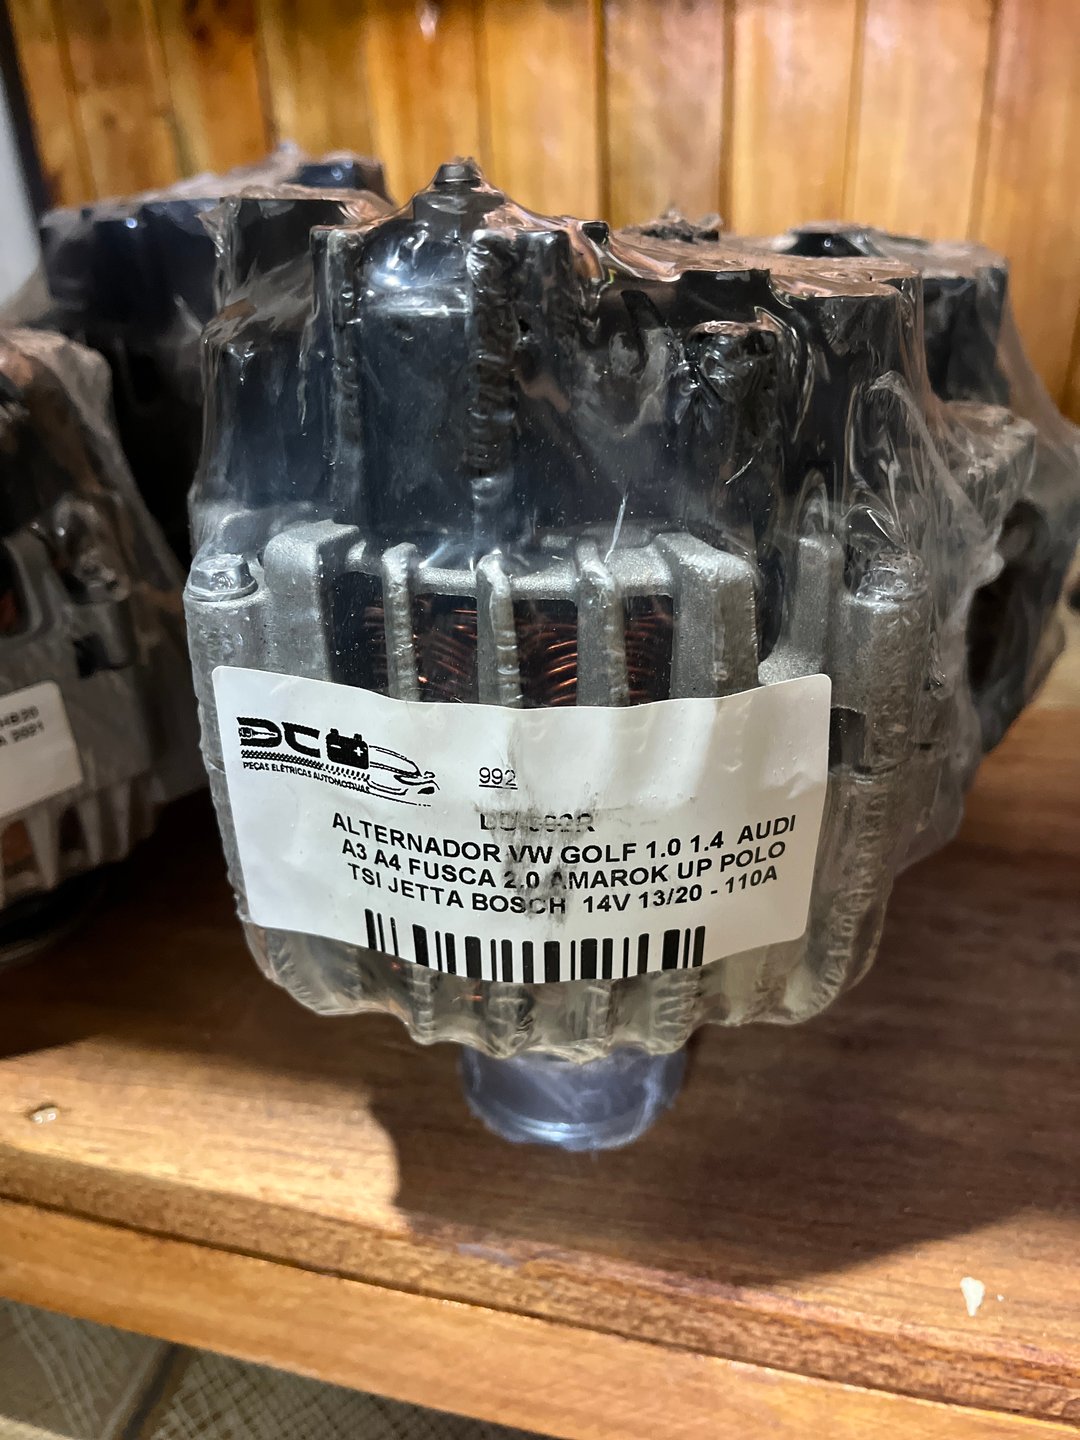 DC
PEÇAS ELÉTRICAS AUTOMOTIVAS
992
ALTERNADOR VW GOLF 1.0 1.4 AUDI
A3 A4 FUSCA 2.0 AMAROK UP POLO
TSI JETTA BOSCH 14V 13/20 - 110A
2021